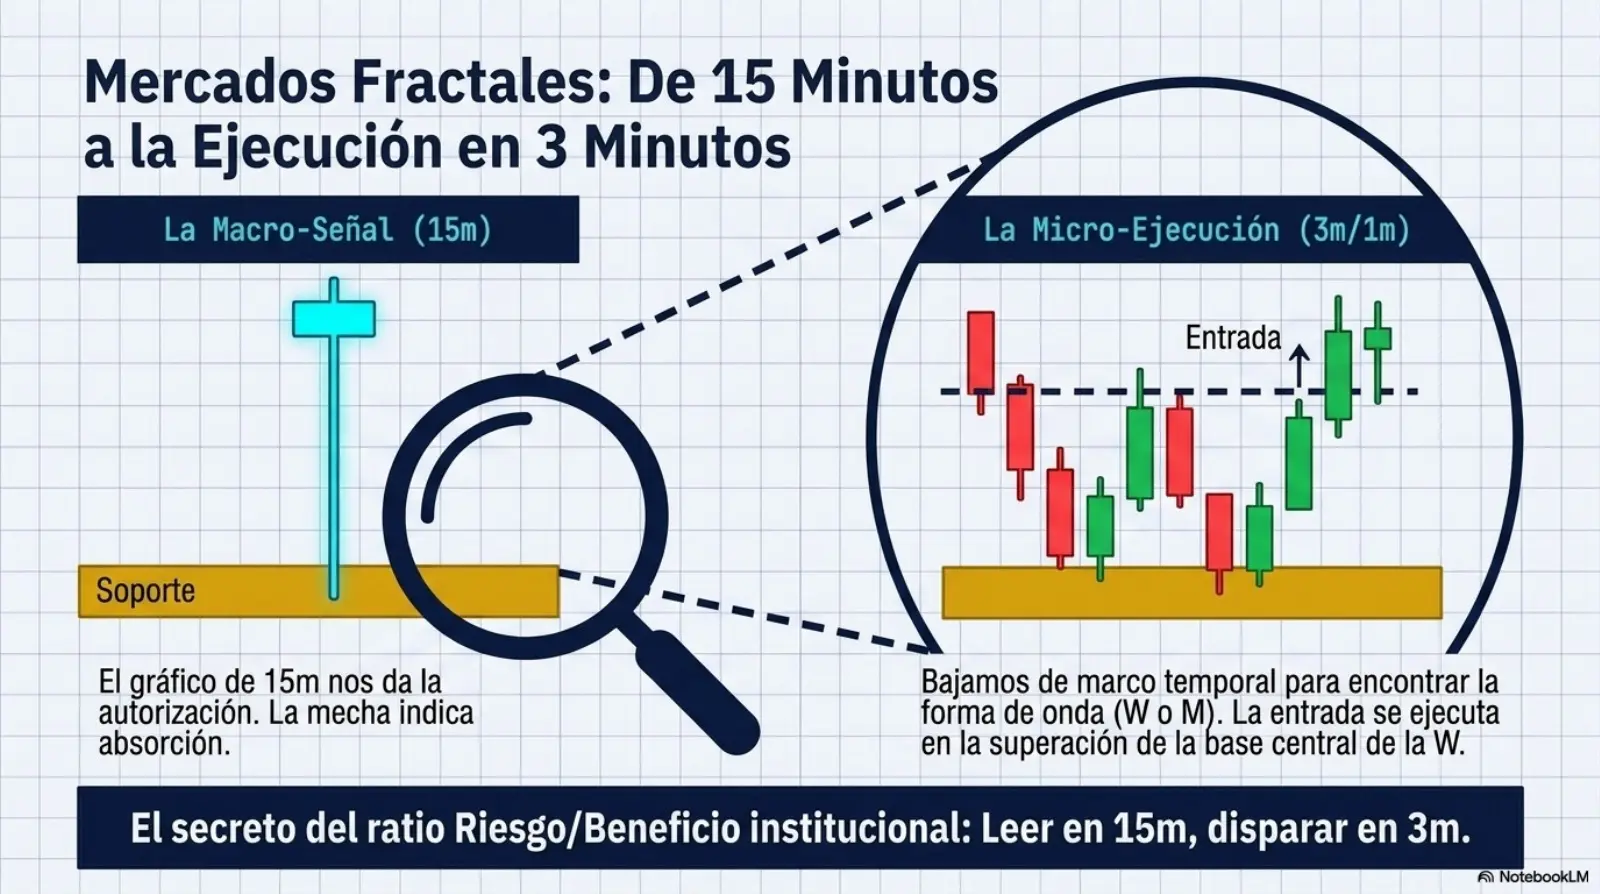 Mercados Fractales: De 15 Minutos
a la Ejecución en 3 Minutos
La Macro-Señal (15m)
Soporte
El gráfico de 15m nos da la
autorización. La mecha indica
absorción.
La Micro-Ejecución (3m/1m)
Entrada
Bajamos de marco temporal para encontrar la
forma de onda (W o M). La entrada se ejecuta
en la superación de la base central de la W.
El secreto del ratio Riesgo/Beneficio institucional: Leer en 15m, disparar en 3m.
NotebookLM